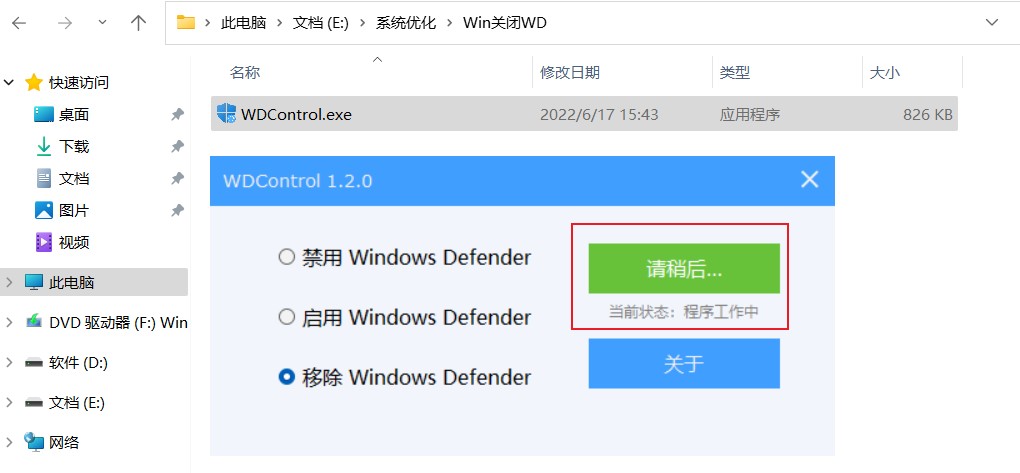 此电脑 > 文档 (E:) > 系统优化 > Win关闭WD
名称 修改日期 类型 大小
快速访问
桌面
下载
文档
图片
视频
此电脑
DVD 驱动器 (F:) Win
软件 (D:)
文档 (E:)
网络
WDControl.exe 2022/6/17 15:43 应用程序 826 KB
WDControl 1.2.0
禁用 Windows Defender
启用 Windows Defender
移除 Windows Defender
请稍后...
当前状态：程序工作中
关于